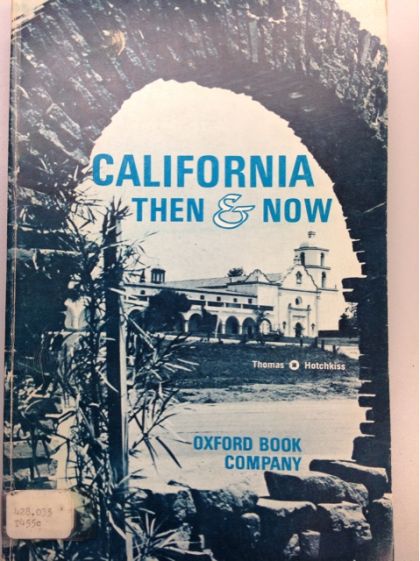 CALIFORNIA
THEN & NOW
Thomas Hotchkiss
OXFORD BOOK
COMPANY